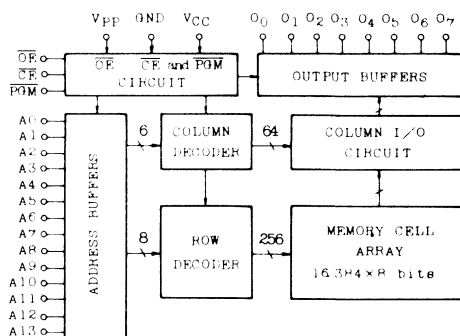 VPP GND VCC O0 O1 O2 O3 O4 O5 O6 O7
OE
CE
PGM
OE CE and PGM
CIRCUIT
OUTPUT BUFFERS
A0
A1
A2
A3
A4
A5
A6
A7
A8
A9
A10
A11
A12
A13
ADDRESS BUFFERS
6
COLUMN
DECODER
64
COLUMN I/O
CIRCUIT
8
ROW
DECODER
256
MEMORY CELL
ARRAY
16 384×8 bits